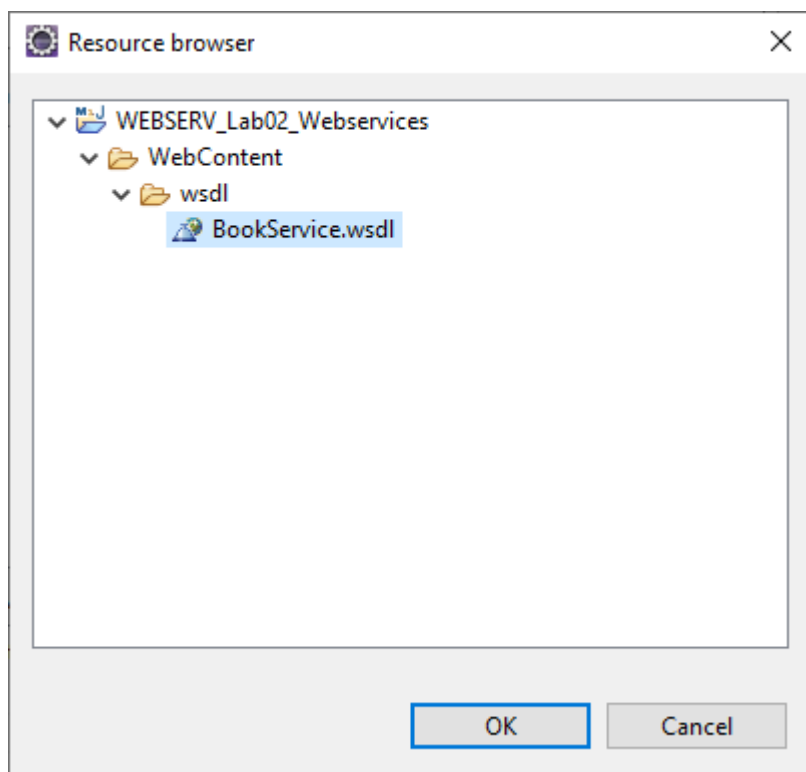 Resource browser
WEBSERV_Lab02_Webservices
WebContent
wsdl
BookService.wsdl
OK
Cancel